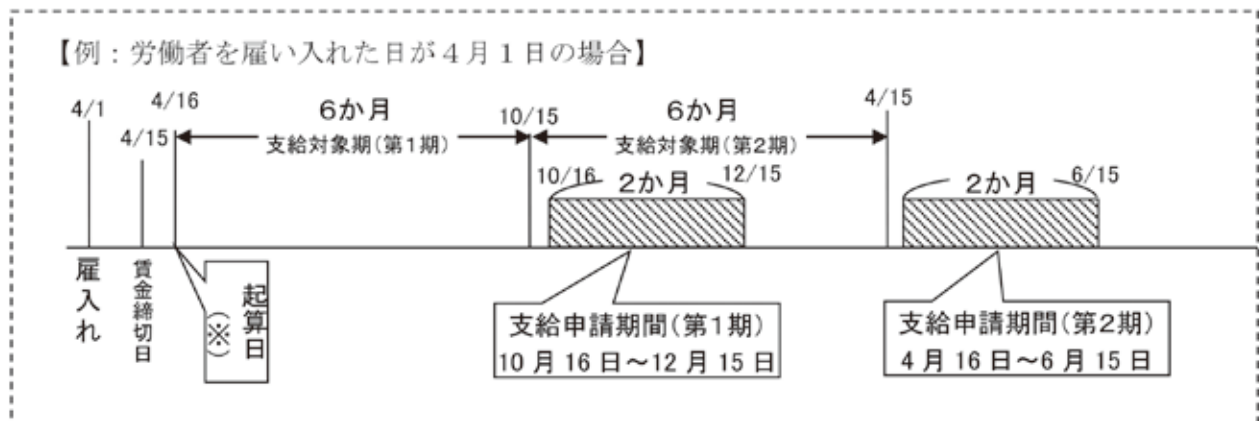 【例：労働者を雇い入れた日が４月１日の場合】
4/1
4/15
4/16
6か月
支給対象期(第1期)
10/15
6か月
支給対象期(第2期)
4/15
10/16
2か月
12/15
2か月
6/15
雇入れ
賃金締切日
起算日
(※)
支給申請期間(第1期)
10 月 16 日～12 月 15 日
支給申請期間(第2期)
4 月 16 日～6 月 15 日